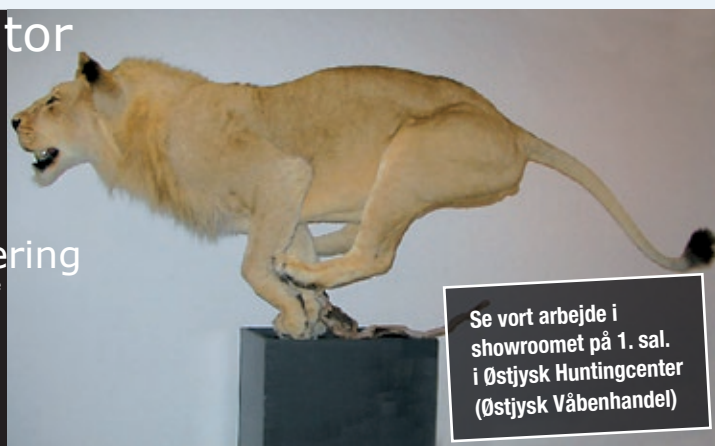 tor
ering
Se vort arbejde i
showroomet på 1. sal.
i Østjysk Huntingcenter
(Østjysk Våbenhandel)